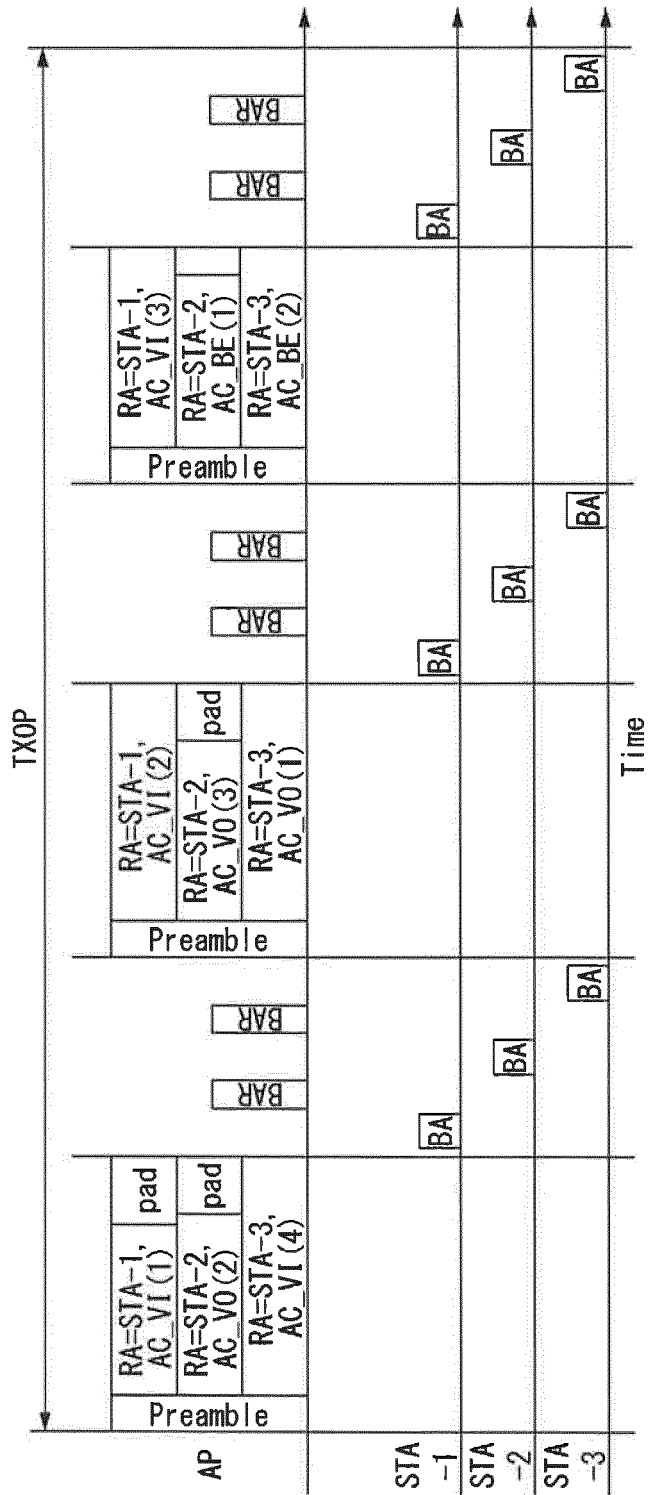 TXOP
AP
Preamble
RA=STA-1,
AC_VI(1)
pad
RA=STA-2,
AC_VO(2)
pad
RA=STA-3,
AC_VI(4)
BAR
BAR
Preamble
RA=STA-1,
AC_VI(2)
RA=STA-2,
AC_VO(3)
pad
RA=STA-3,
AC_VO(1)
BAR
BAR
Preamble
RA=STA-1,
AC_VI(3)
RA=STA-2,
AC_BE(1)
RA=STA-3,
AC_BE(2)
BAR
BAR
STA
-1
BA
BA
BA
STA
-2
BA
BA
BA
STA
-3
BA
BA
BA
Time